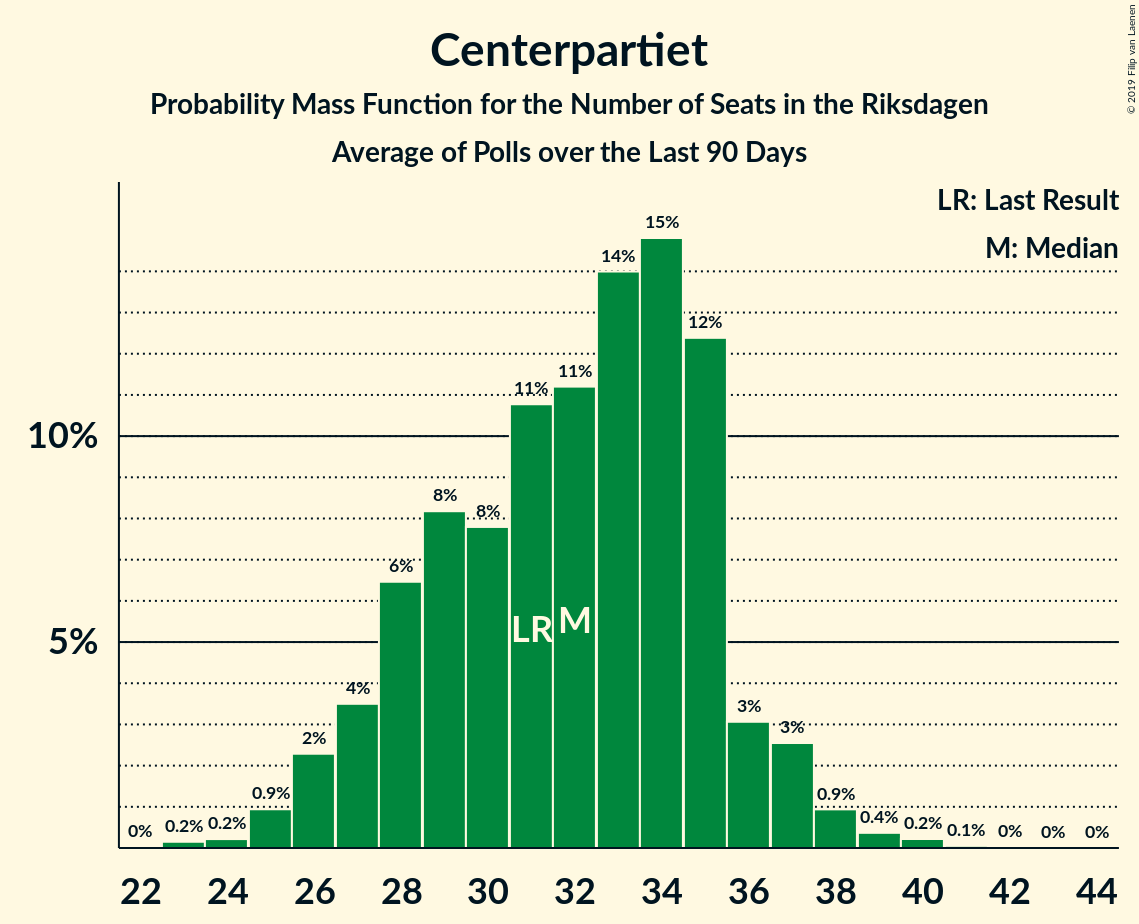 Centerpartiet
Probability Mass Function for the Number of Seats in the Riksdagen
Average of Polls over the Last 90 Days
© 2019 Filip van Laenen
LR: Last Result
M: Median
15%
14%
12%
11%
11%
10%
8%
8%
6%
LR
M
5%
4%
3%
3%
2%
0.9%
0.9%
0%
0.2%
0.2%
0.4%
0.2%
0.1%
0%
0%
0%
22 24 26 28 30 32 34 36 38 40 42 44